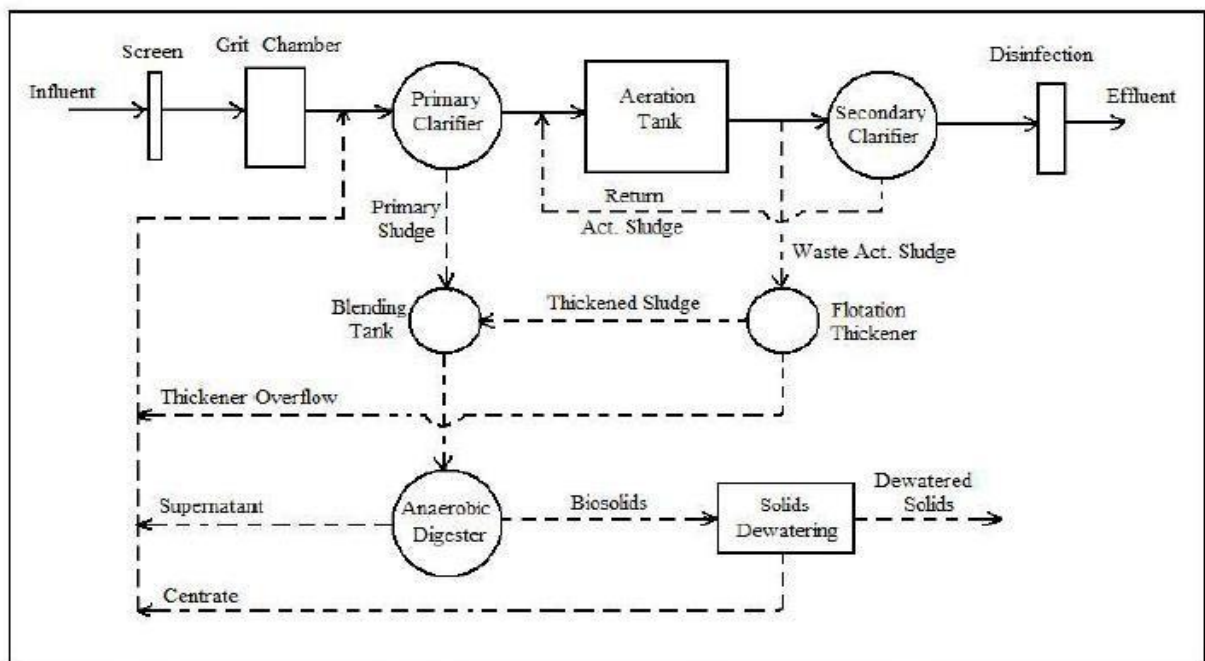 Screen
Grit Chamber
Disinfection
Influent
Primary
Clarifier
Aeration
Tank
Secondary
Clarifier
Effluent
Primary
Sludge
Return
Act. Sludge
Waste Act. Sludge
Blending
Tank
Thickened Sludge
Flotation
Thickener
Thickener Overflow
Supernatant
Anaerobic
Digester
Biosolids
Solids
Dewatering
Dewatered
Solids
Centrate